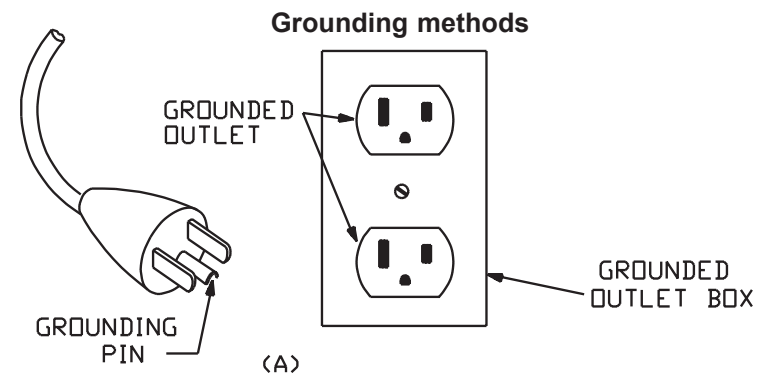 Grounding methods
GROUNDED
OUTLET
GROUNDED
OUTLET BOX
GROUNDING
PIN
(A)